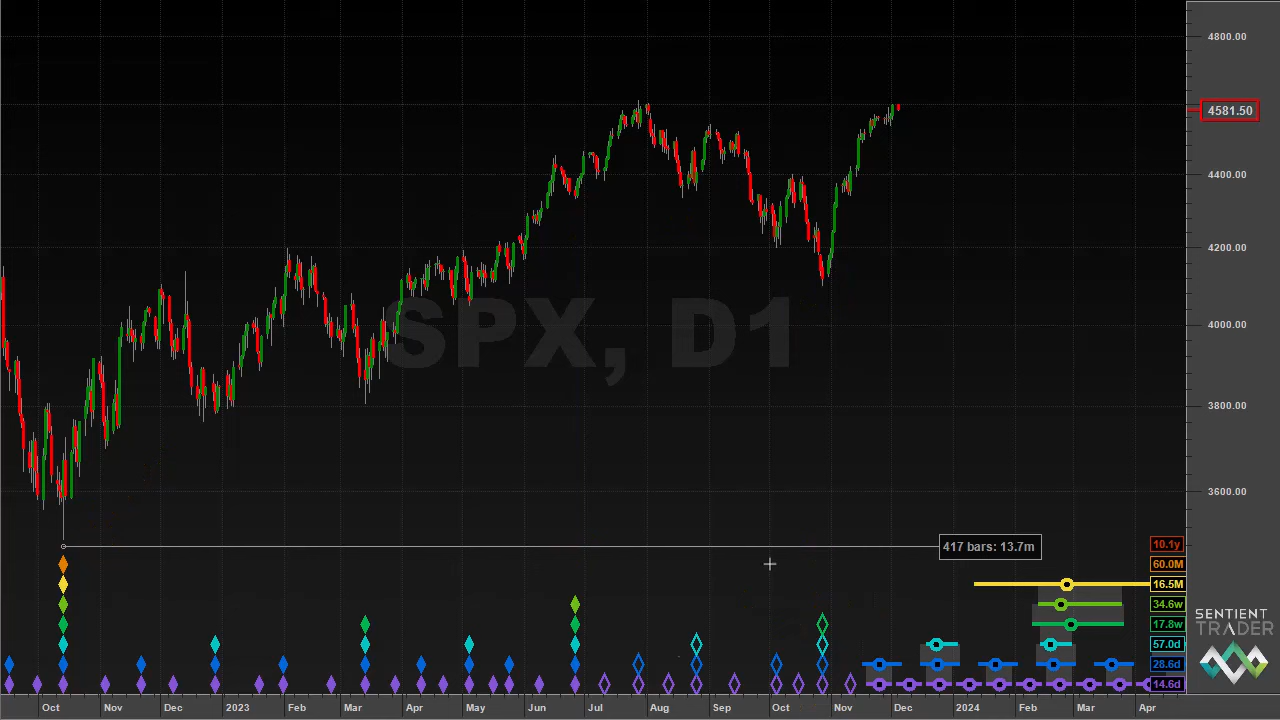 4800.00
4581.50
4400.00
4200.00
4000.00
SPX, D1
3800.00
3600.00
417 bars: 13.7m
10.1y
60.0M
16.5M
34.6w
17.8w
57.0d
28.6d
14.6d
SENTIENT
TRADER
Oct Nov Dec 2023 Feb Mar Apr May Jun Jul Aug Sep Oct Nov Dec 2024 Feb Mar Apr